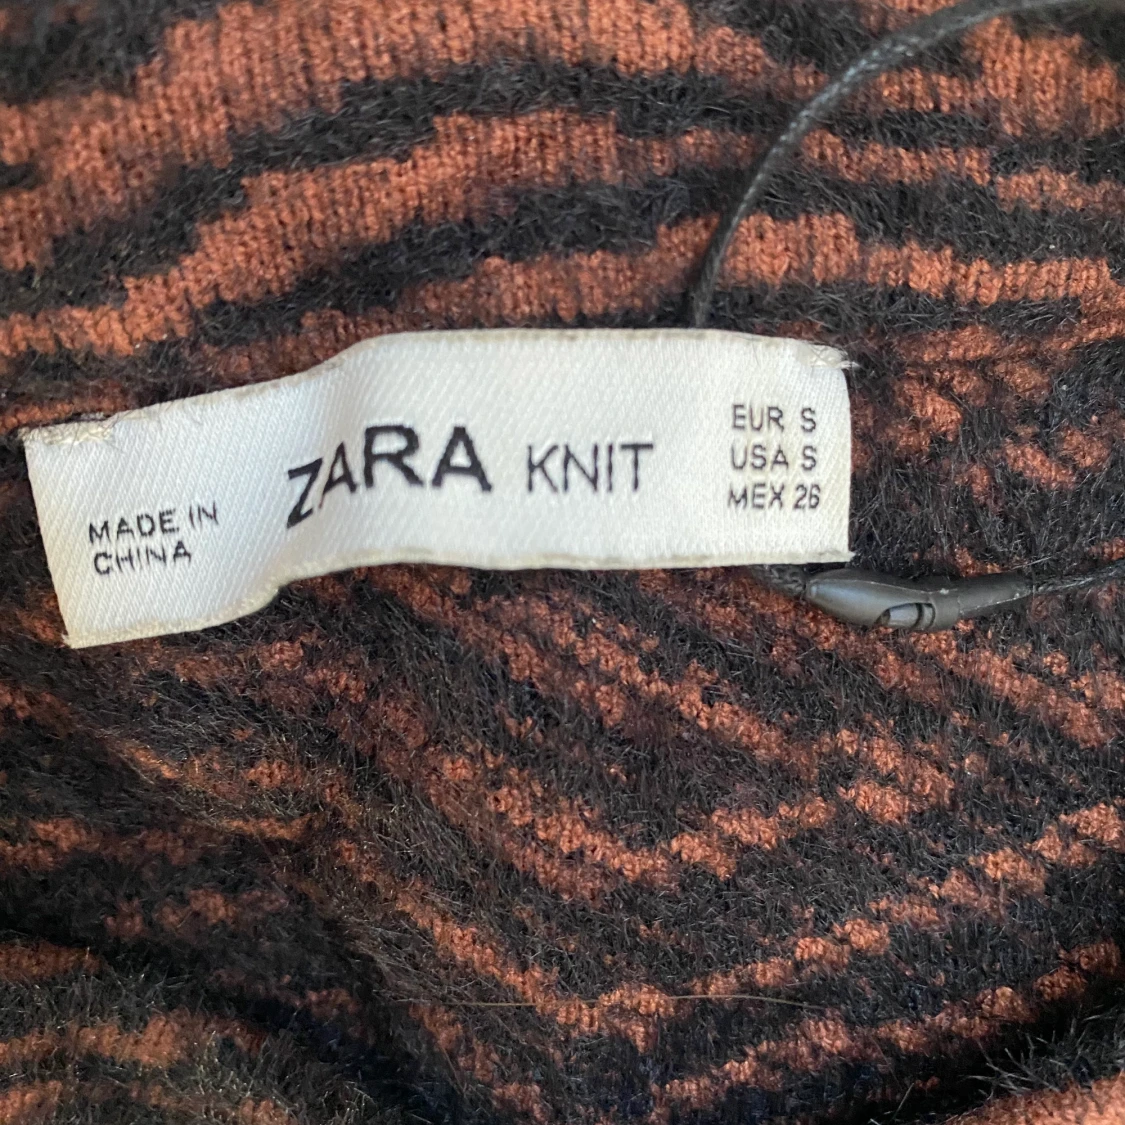 MADE IN
CHINA
ZARA KNIT
EUR S
USA S
MEX 26